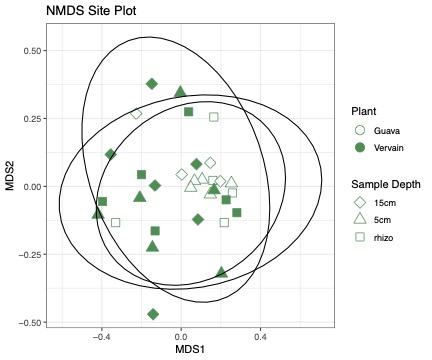 NMDS Site Plot
0.50
0.25
0.00
−0.25
−0.50
MDS2
−0.4 0.0 0.4
MDS1
Plant
Guava
Vervain
Sample Depth
15cm
5cm
rhizo